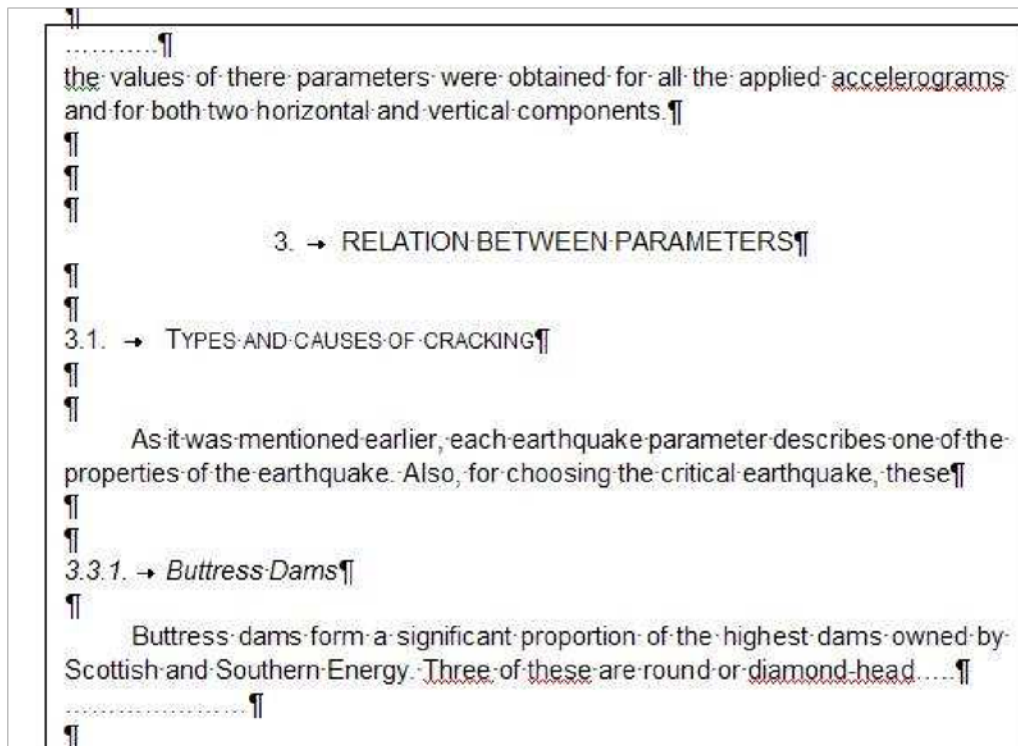 ¶
………..¶
the values of there parameters were obtained for all the applied accelerograms
and for both two horizontal and vertical components.¶
¶
¶
¶
3. → RELATION BETWEEN PARAMETERS¶
¶
¶
3.1. → TYPES AND CAUSES OF CRACKING¶
¶
¶
As it was mentioned earlier, each earthquake parameter describes one of the
properties of the earthquake. Also, for choosing the critical earthquake, these¶
¶
¶
3.3.1. → Buttress Dams¶
¶
Buttress dams form a significant proportion of the highest dams owned by
Scottish and Southern Energy. Three of these are round or diamond-head…..¶
…………………¶
¶